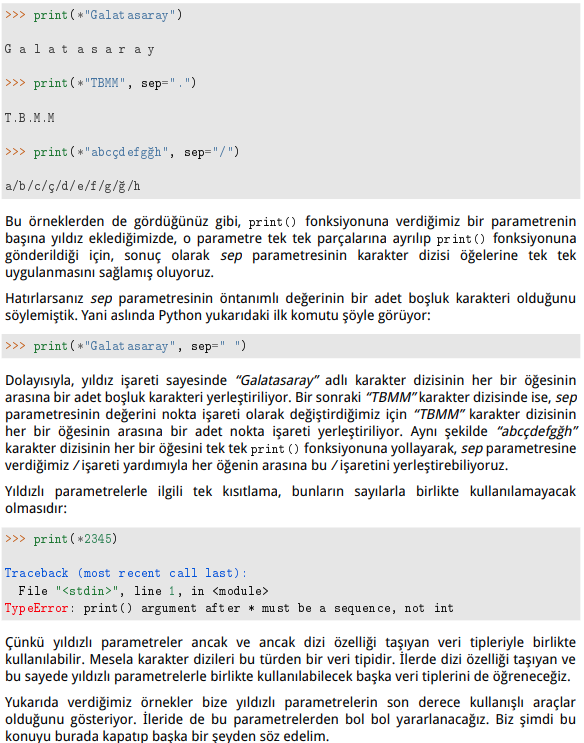 >>> print(*"Galatasaray")
G a l a t a s a r a y
>>> print(*"TBMM", sep=".")
T.B.M.M
>>> print(*"abcçdefgğh", sep="/")
a/b/c/ç/d/e/f/g/ğ/h
Bu örneklerden de gördüğünüz gibi, print() fonksiyonuna verdiğimiz bir parametrenin
başına yıldız eklediğimizde, o parametre tek tek parçalarına ayrılıp print() fonksiyonuna
gönderildiği için, sonuç olarak sep parametresinin karakter dizisi öğelerine tek tek
uygulanmasını sağlamış oluyoruz.
Hatırlarsanız sep parametresinin öntanımlı değerinin bir adet boşluk karakteri olduğunu
söylemiştik. Yani aslında Python yukarıdaki ilk komutu şöyle görüyor:
>>> print(*"Galatasaray", sep=" ")
Dolayısıyla, yıldız işareti sayesinde “Galatasaray” adlı karakter dizisinin her bir öğesinin
arasına bir adet boşluk karakteri yerleştiriliyor. Bir sonraki “TBMM” karakter dizisinde ise, sep
parametresinin değerini nokta işareti olarak değiştirdiğimiz için “TBMM” karakter dizisinin
her bir öğesinin arasına bir adet nokta işareti yerleştiriliyor. Aynı şekilde “abcçdefgğh”
karakter dizisinin her bir öğesini tek tek print() fonksiyonuna yollayarak, sep parametresine
verdiğimiz / işareti yardımıyla her öğenin arasına bu / işaretini yerleştirebiliyoruz.
Yıldızlı parametrelerle ilgili tek kısıtlama, bunların sayılarla birlikte kullanılamayacak
olmasıdır:
>>> print(*2345)
Traceback (most recent call last):
  File "<stdin>", line 1, in <module>
TypeError: print() argument after * must be a sequence, not int
Çünkü yıldızlı parametreler ancak ve ancak dizi özelliği taşıyan veri tipleriyle birlikte
kullanılabilir. Mesela karakter dizileri bu türden bir veri tipidir. İlerde dizi özelliği taşıyan ve
bu sayede yıldızlı parametrelerle birlikte kullanılabilecek başka veri tiplerini de öğreneceğiz.
Yukarıda verdiğimiz örnekler bize yıldızlı parametrelerin son derece kullanışlı araçlar
olduğunu gösteriyor. İleride de bu parametrelerden bol bol yararlanacağız. Biz şimdi bu
konuyu burada kapatıp başka bir şeyden söz edelim.